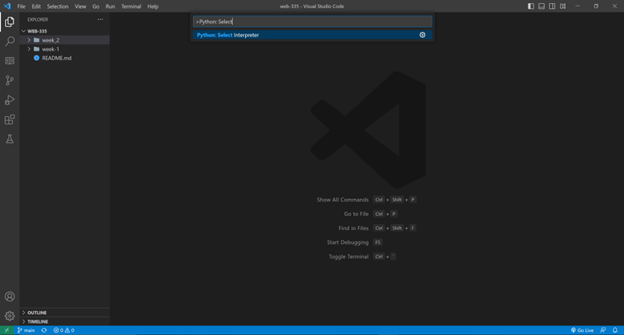 File Edit Selection View Go Run Terminal Help
web-335 - Visual Studio Code
EXPLORER
>Python: Select
Python: Select Interpreter
WEB-335
week_2
week-1
README.md
Show All Commands Ctrl + Shift + P
Go to File Ctrl + P
Find in Files Ctrl + Shift + F
Start Debugging F5
Toggle Terminal Ctrl + `
OUTLINE
TIMELINE
main 0 0 Go Live